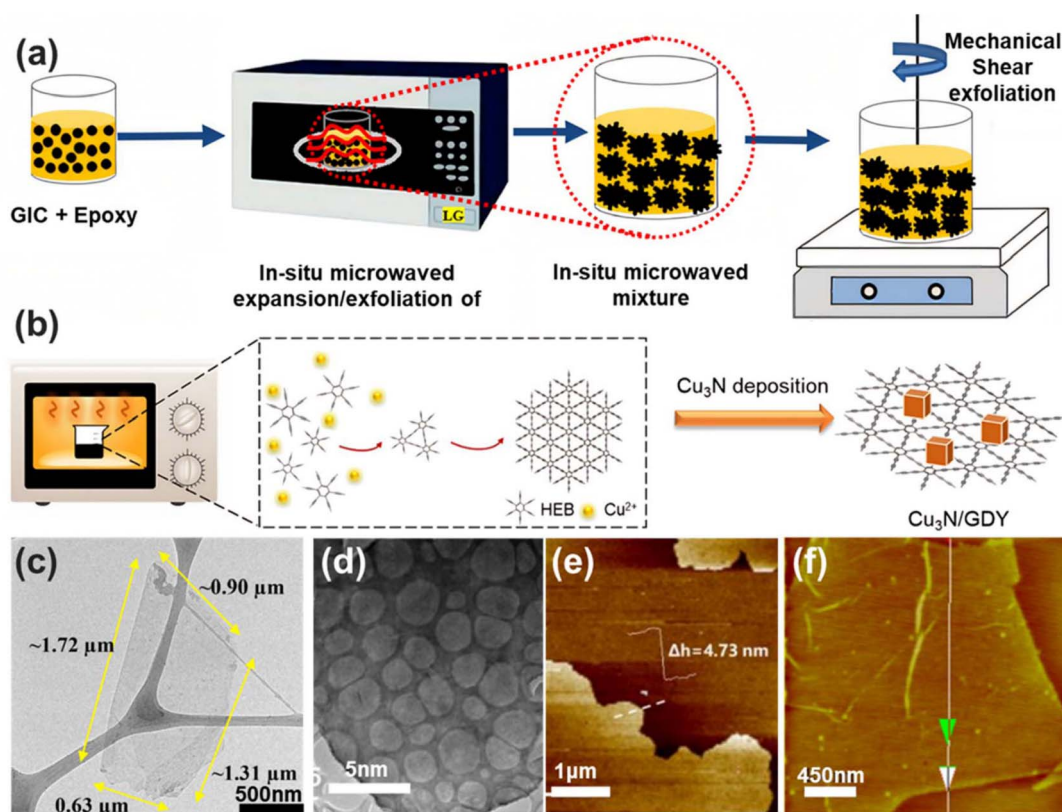 (a)
Mechanical
Shear
exfoliation
GIC + Epoxy
LG
In-situ microwaved
expansion/exfoliation of
In-situ microwaved
mixture
(b)
Cu₃N deposition
HEB
Cu²⁺
Cu₃N/GDY
(c)
~0.90 µm
~1.72 µm
~1.31 µm
0.63 µm
500nm
(d)
5nm
(e)
Δh=4.73 nm
1µm
(f)
450nm